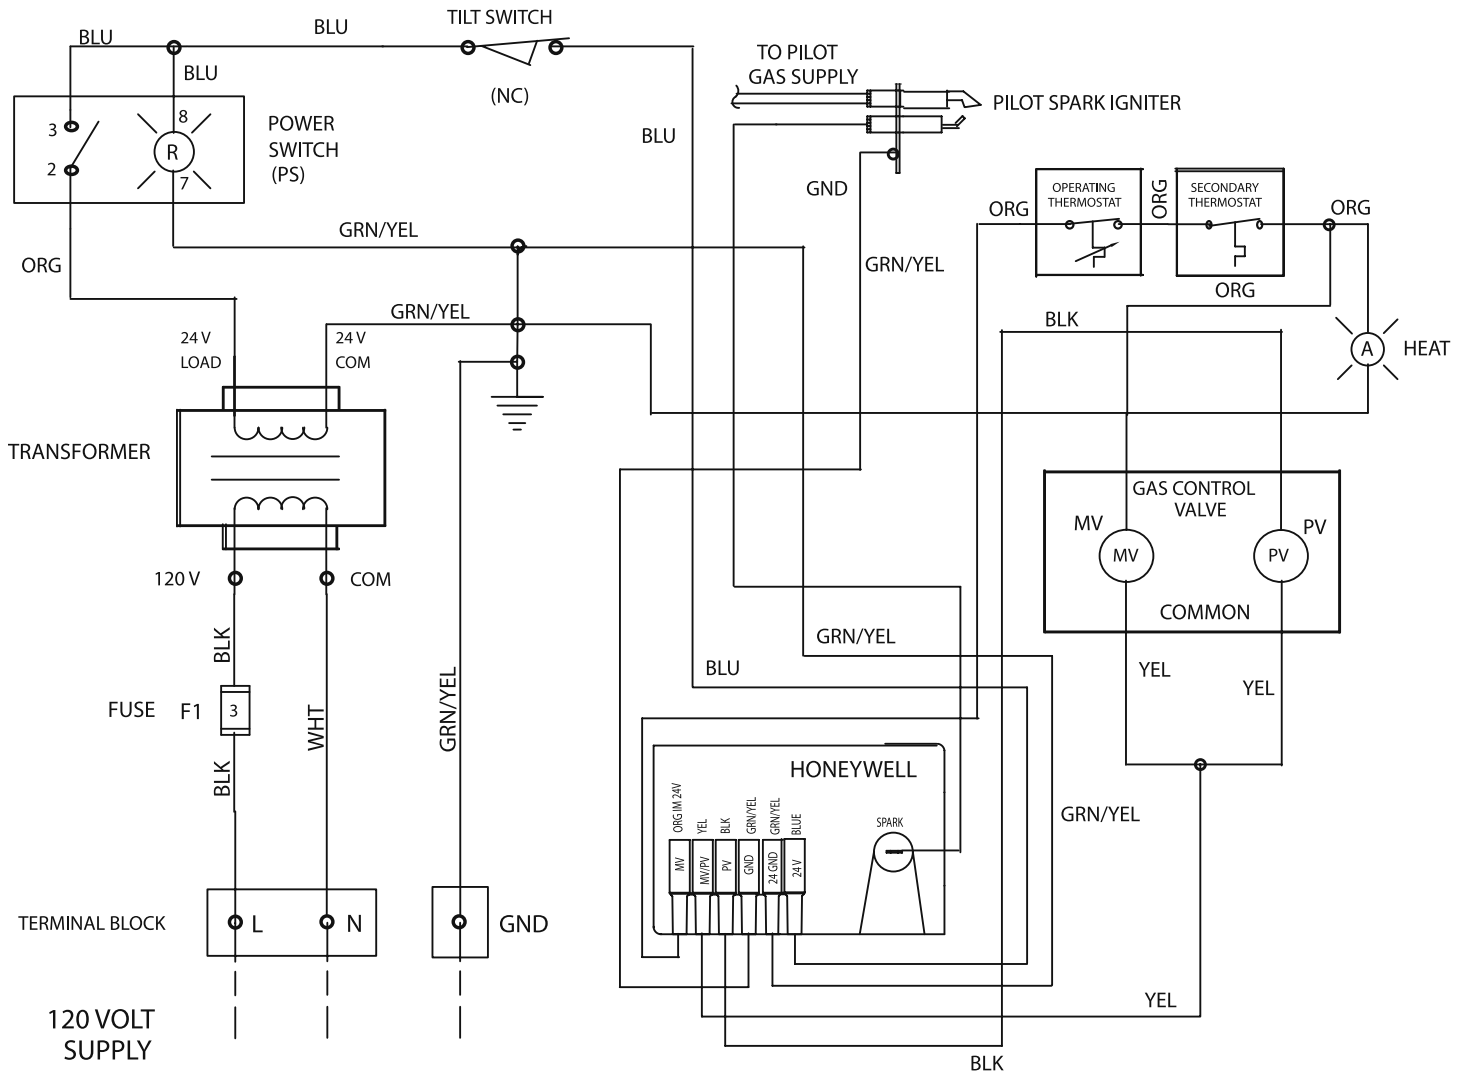 TILT SWITCH
BLU
BLU
BLU
(NC)
TO PILOT
GAS SUPPLY
PILOT SPARK IGNITER
3
2
8
R
7
POWER
SWITCH
(PS)
BLU
GND
OPERATING
THERMOSTAT
SECONDARY
THERMOSTAT
ORG
ORG
ORG
GRN/YEL
GRN/YEL
ORG
ORG
GRN/YEL
BLK
24 V
LOAD
24 V
COM
A
HEAT
TRANSFORMER
GAS CONTROL
VALVE
MV
PV
MV
PV
COMMON
120 V
COM
BLK
GRN/YEL
BLU
YEL
YEL
FUSE
F1
3
WHT
GRN/YEL
BLK
HONEYWELL
ORG IM 24V
YEL
BLK
GRN/YEL
GRN/YEL
BLUE
MV
MV/PV
PV
GND
24 GND
24 V
SPARK
GRN/YEL
TERMINAL BLOCK
L
N
GND
YEL
120 VOLT
SUPPLY
BLK